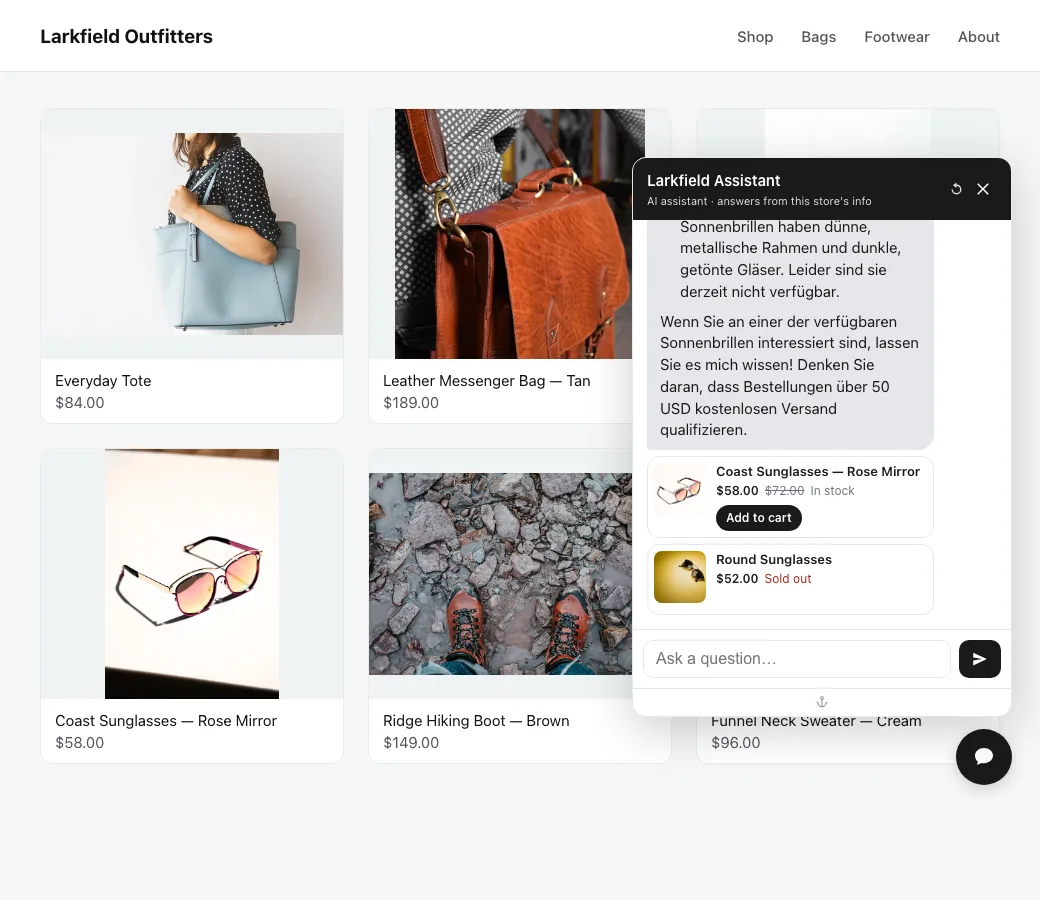 Larkfield Outfitters
Shop
Bags
Footwear
About
Everyday Tote
$84.00
Leather Messenger Bag — Tan
$189.00
Coast Sunglasses — Rose Mirror
$58.00
Ridge Hiking Boot — Brown
$149.00
Funnel Neck Sweater — Cream
$96.00
Larkfield Assistant
AI assistant · answers from this store's info
Sonnenbrillen haben dünne,
metallische Rahmen und dunkle,
getönte Gläser. Leider sind sie
derzeit nicht verfügbar.
Wenn Sie an einer der verfügbaren
Sonnenbrillen interessiert sind, lassen
Sie es mich wissen! Denken Sie
daran, dass Bestellungen über 50
USD kostenlosen Versand
qualifizieren.
Coast Sunglasses — Rose Mirror
$58.00 $72.00 In stock
Add to cart
Round Sunglasses
$52.00 Sold out
Ask a question…